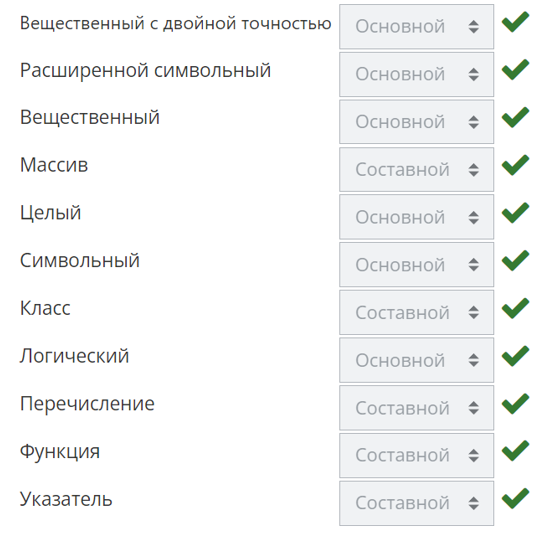 Вещественный с двойной точностью Основной
Расширенной символьный Основной
Вещественный Основной
Массив Составной
Целый Основной
Символьный Основной
Класс Составной
Логический Основной
Перечисление Составной
Функция Составной
Указатель Составной